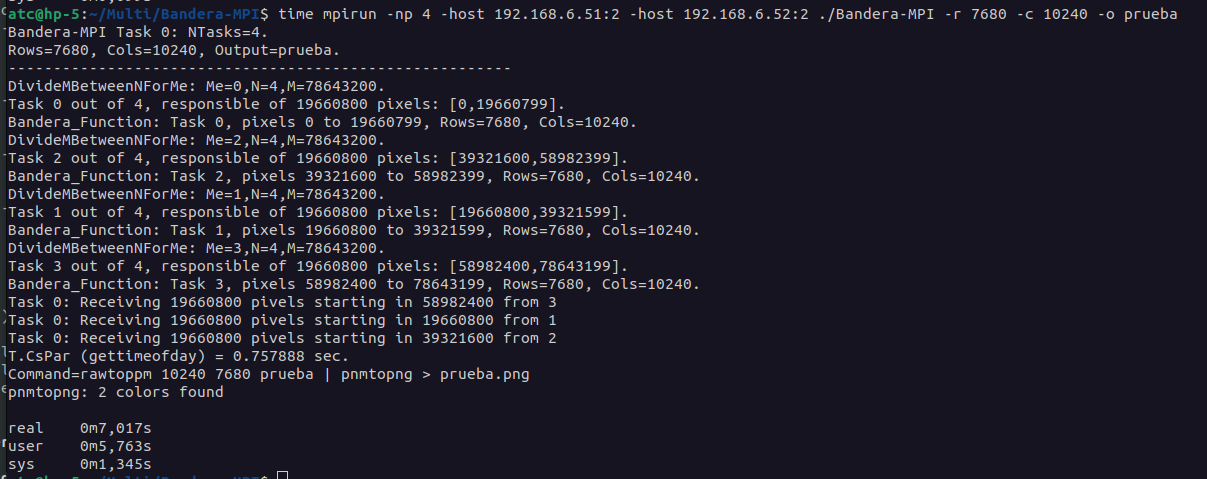 atc@hp-5:~/Multi/Bandera-MPI$ time mpirun -np 4 -host 192.168.6.51:2 -host 192.168.6.52:2 ./Bandera-MPI -r 7680 -c 10240 -o prueba
Bandera-MPI Task 0: NTasks=4.
Rows=7680, Cols=10240, Output=prueba.
--------------------------------------------------------
DivideMBetweenNForMe: Me=0,N=4,M=78643200.
Task 0 out of 4, responsible of 19660800 pixels: [0,19660799].
Bandera_Function: Task 0, pixels 0 to 19660799, Rows=7680, Cols=10240.
DivideMBetweenNForMe: Me=2,N=4,M=78643200.
Task 2 out of 4, responsible of 19660800 pixels: [39321600,58982399].
Bandera_Function: Task 2, pixels 39321600 to 58982399, Rows=7680, Cols=10240.
DivideMBetweenNForMe: Me=1,N=4,M=78643200.
Task 1 out of 4, responsible of 19660800 pixels: [19660800,39321599].
Bandera_Function: Task 1, pixels 19660800 to 39321599, Rows=7680, Cols=10240.
DivideMBetweenNForMe: Me=3,N=4,M=78643200.
Task 3 out of 4, responsible of 19660800 pixels: [58982400,78643199].
Bandera_Function: Task 3, pixels 58982400 to 78643199, Rows=7680, Cols=10240.
Task 0: Receiving 19660800 pivels starting in 58982400 from 3
Task 0: Receiving 19660800 pivels starting in 19660800 from 1
Task 0: Receiving 19660800 pivels starting in 39321600 from 2
T.CsPar (gettimeofday) = 0.757888 sec.
Command=rawtoppm 10240 7680 prueba | pnmtopng > prueba.png
pnmtopng: 2 colors found
real 0m7,017s
user 0m5,763s
sys 0m1,345s